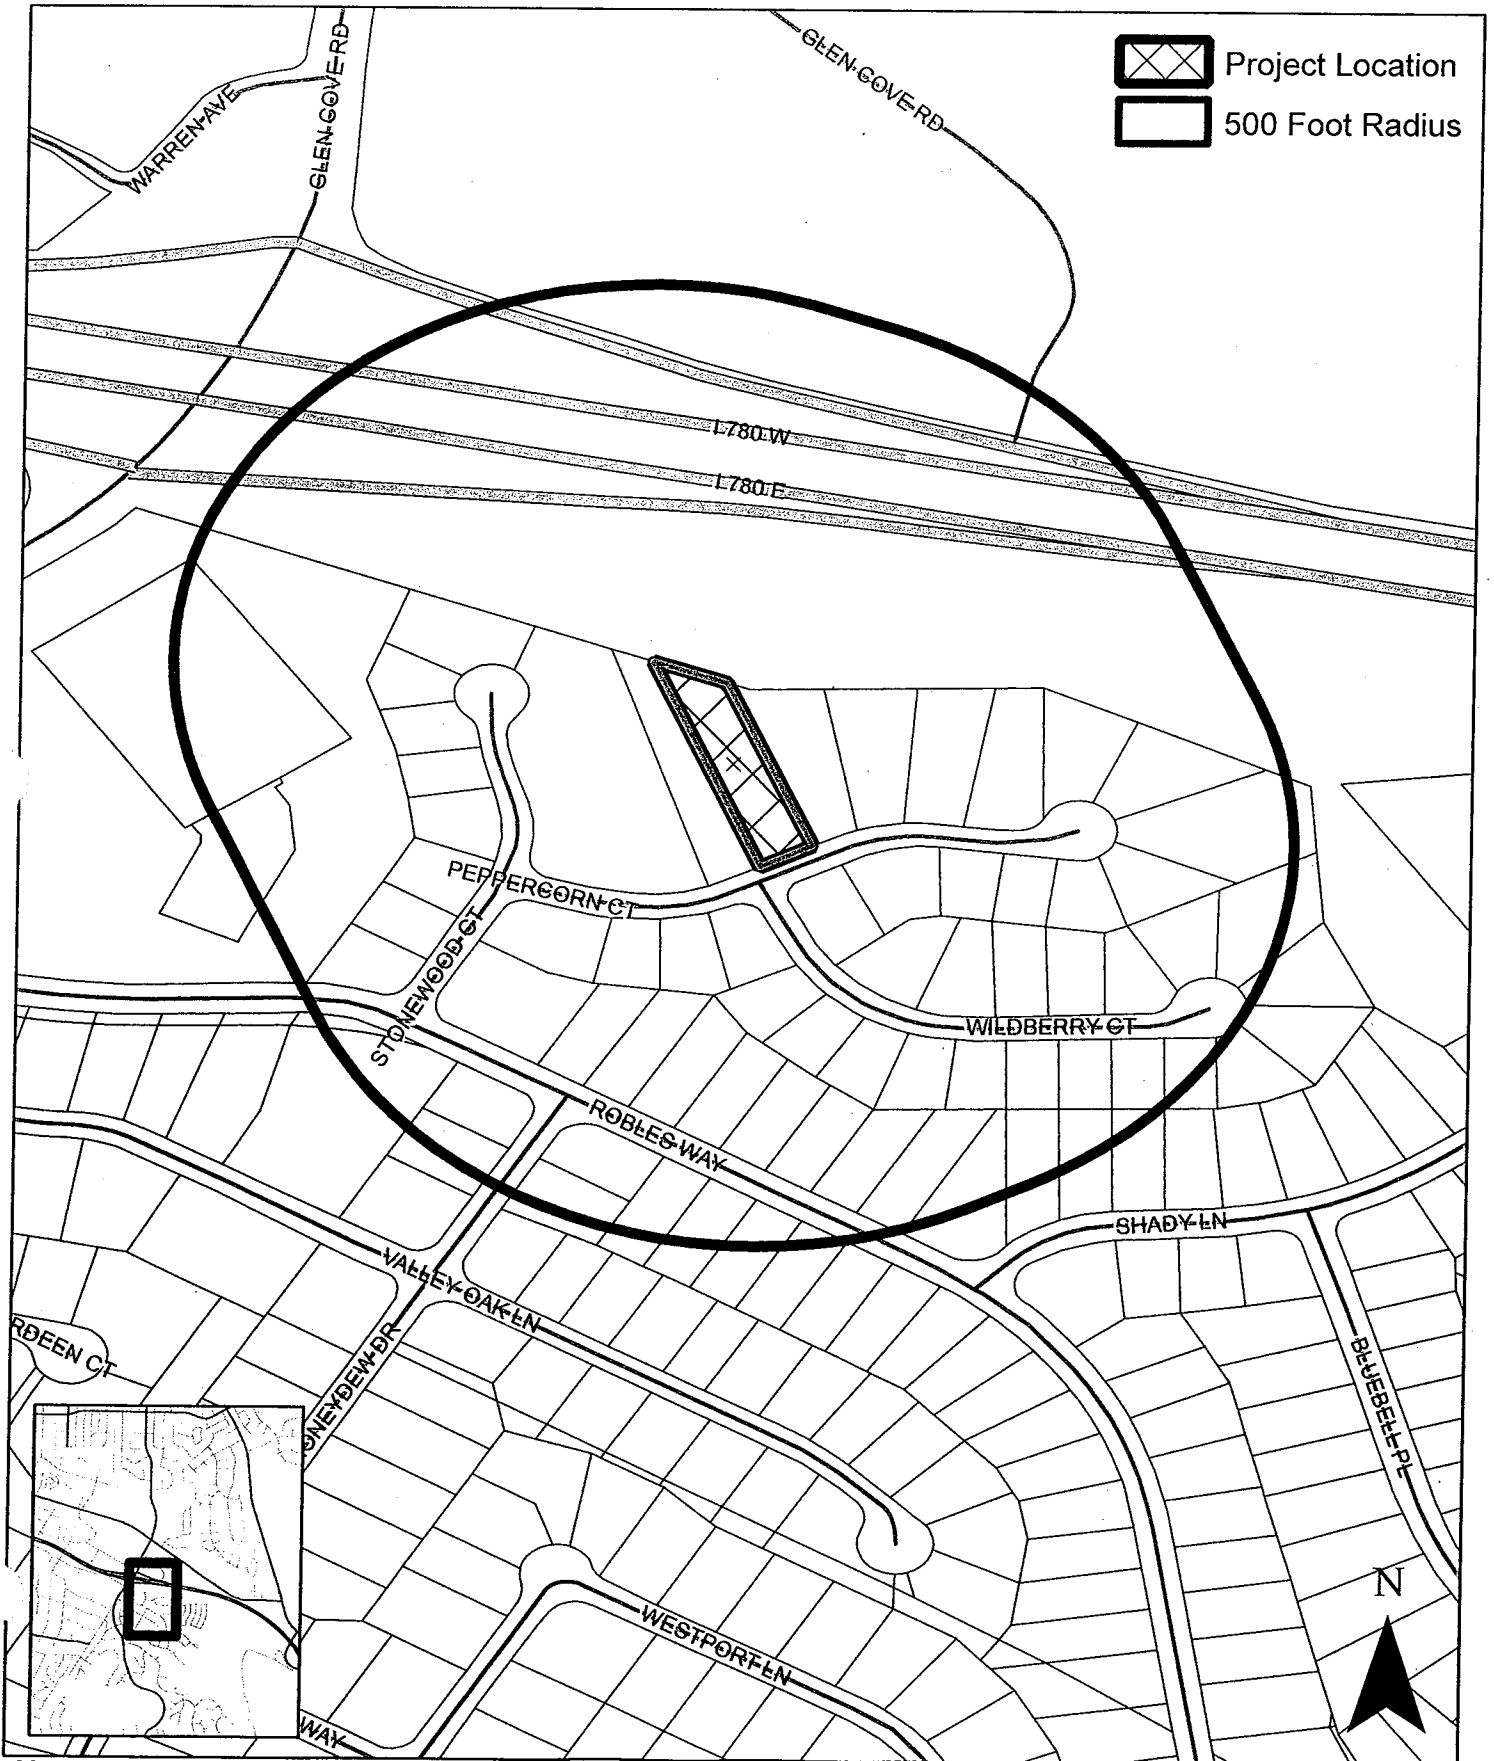 GLEN COVE RD
GLEN COVE RD
WARREN AVE
Project Location
500 Foot Radius
I-780 W
I-780 E
PEPPERCORN CT
STONEWOOD CT
WILDBERRY CT
ROBLES WAY
SHADY LN
VALLEY OAK LN
RDEEN CT
ONEYDEW DR
BLUEBELL PL
WESTPORT LN
WAY
N